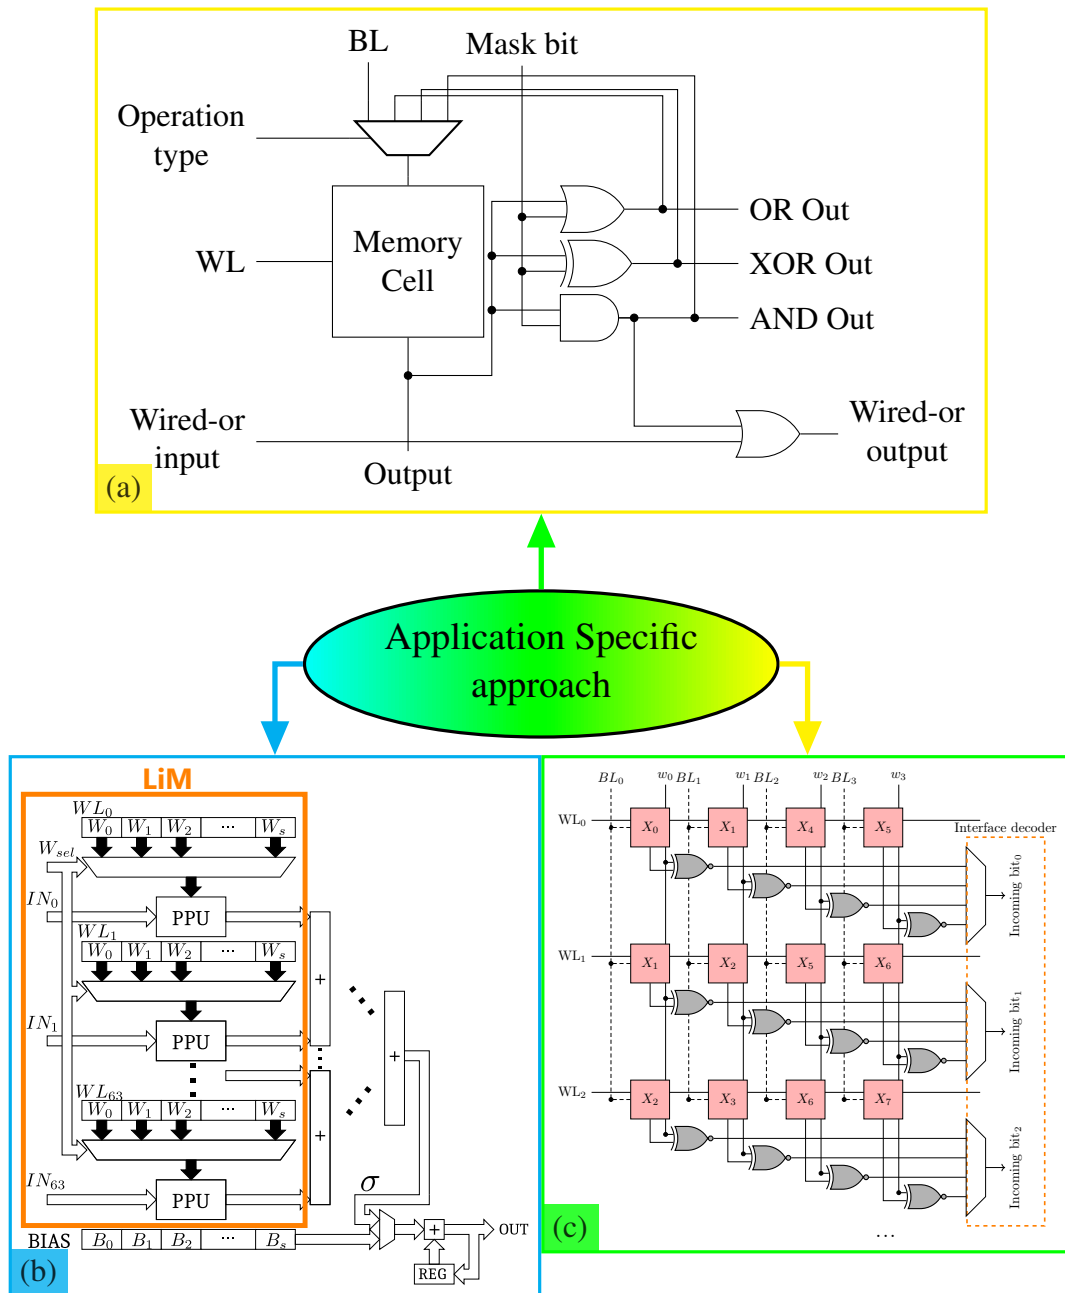 BL
Mask bit
Operation
type
WL
Memory
Cell
OR Out
XOR Out
AND Out
Wired-or
input
Output
Wired-or
output
(a)
Application Specific
approach
LiM
WL0
W0 W1 W2 ... Ws
Wsel
IN0
PPU
WL1
W0 W1 W2 ... Ws
+
IN1
PPU
+
WL63
W0 W1 W2 ... Ws
+
IN63
PPU
σ
BIAS B0 B1 B2 ... Bs
+
OUT
REG
(b)
BL0 w0 BL1 w1 BL2 w2 BL3 w3
WL0
X0 X1 X4 X5
Interface decoder
Incoming bit0
WL1
X1 X2 X5 X6
Incoming bit1
WL2
X2 X3 X6 X7
Incoming bit2
...
(c)